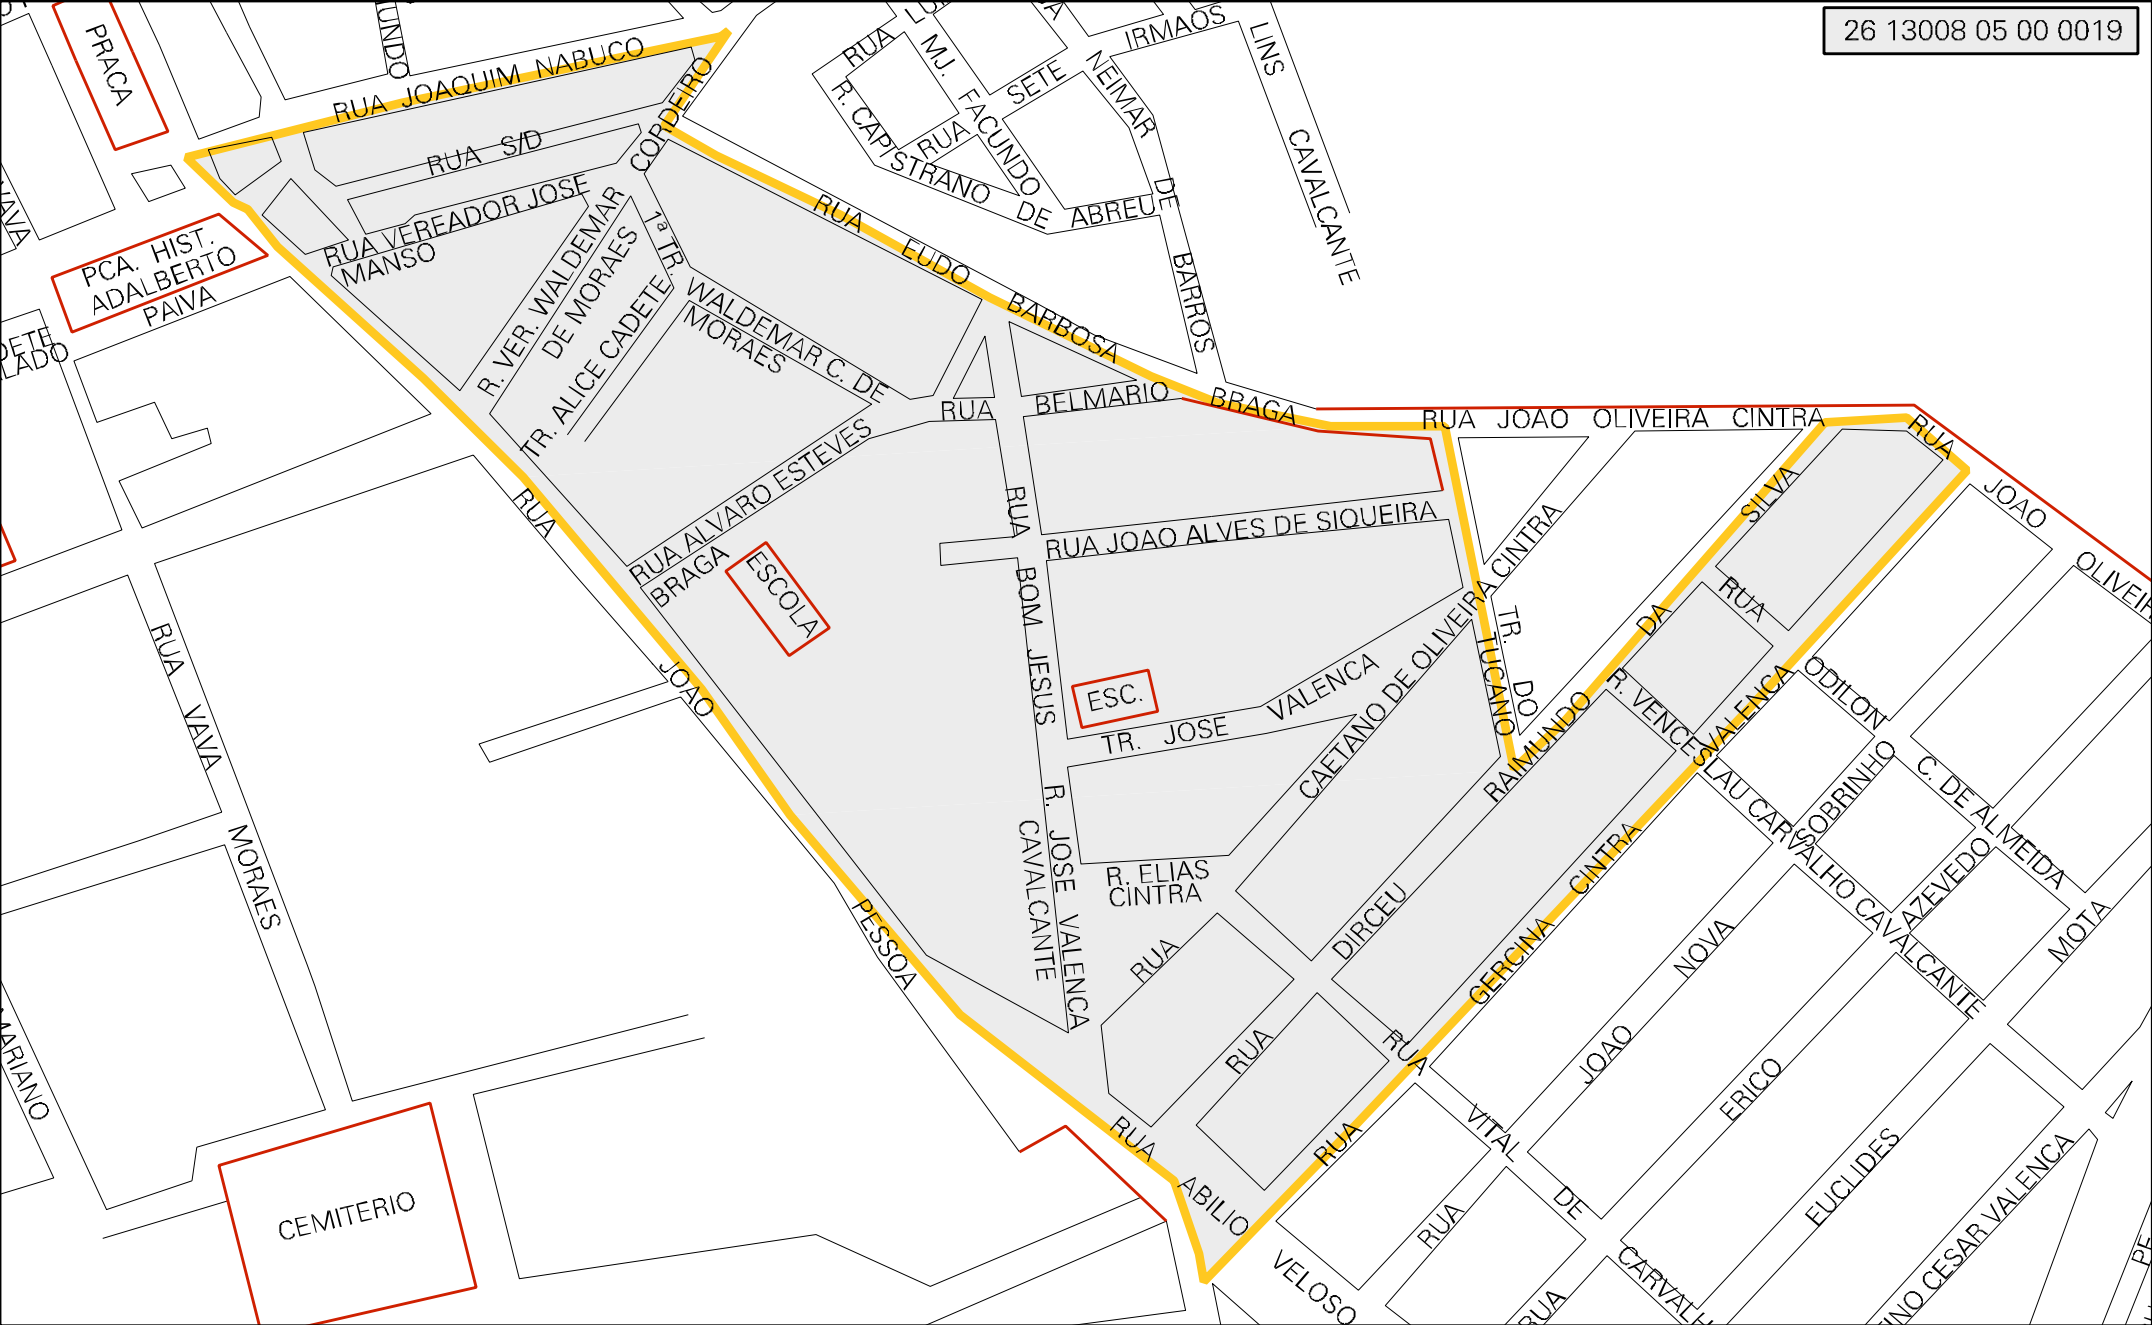 26 13008 05 00 0019
PRACA
RUA JOAQUIM NABUCO
RUA S/D
CORDEIRO
RUA VEREADOR JOSE
MANSO
PCA. HIST.
ADALBERTO
PAIVA
R. VER. WALDEMAR
DE MORAES
1ª TR.
WALDEMAR C. DE
MORAES
TR. ALICE CADETE
RUA
MJ.
FACUNDO
R. CAPISTRANO DE ABREU
RUA SETE
IRMAOS
NEIMAR DE BARROS
LINS CAVALCANTE
RUA EUDO BARBOSA BRAGA
RUA BELMARIO
RUA ALVARO ESTEVES
BRAGA
ESCOLA
RUA BOM JESUS
RUA JOAO ALVES DE SIQUEIRA
ESC.
TR. JOSE VALENCA
R. JOSE VALENCA
CAVALCANTE
R. ELIAS
CINTRA
RUA CAETANO DE OLIVEIRA CINTRA
TR. DO
TUCANO
RUA JOAO OLIVEIRA CINTRA
RUA JOAO
RUA DIRCEU RAIMUNDO DA SILVA
RUA
R. VENCESLAU CARVALHO CAVALCANTE
RUA GERCINA CINTRA VALENCA
ODILON
C. DE ALMEIDA
SOBRINHO
AZEVEDO
MOTA
RUA JOAO NOVA
RUA ERICO
EUCLIDES
CESAR VALENCA
RUA VITAL DE
RUA ABILIO VELOSO
RUA JOAO PESSOA
RUA VAVA MORAES
MARIANO
CEMITERIO